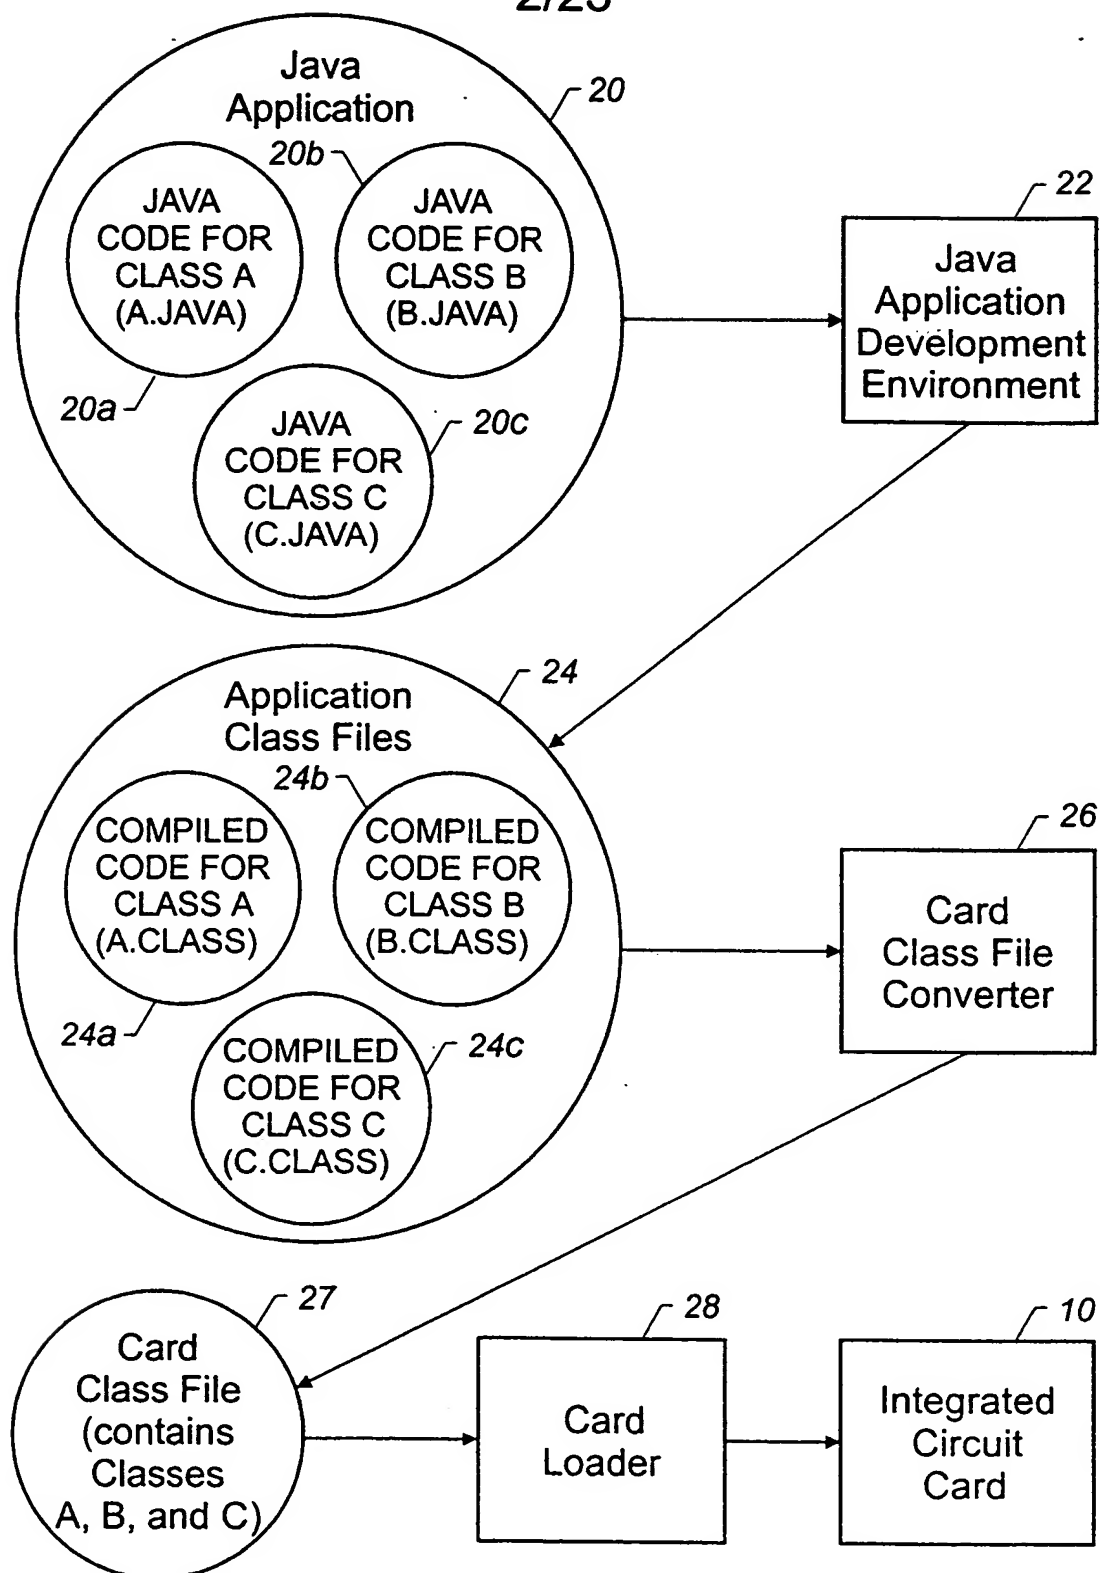 2/23
Java
Application
20
20b
JAVA
CODE FOR
CLASS A
(A.JAVA)
JAVA
CODE FOR
CLASS B
(B.JAVA)
20a
JAVA
CODE FOR
CLASS C
(C.JAVA)
20c
22
Java
Application
Development
Environment
24
Application
Class Files
24b
COMPILED
CODE FOR
CLASS A
(A.CLASS)
COMPILED
CODE FOR
CLASS B
(B.CLASS)
24a
COMPILED
CODE FOR
CLASS C
(C.CLASS)
24c
26
Card
Class File
Converter
27
Card
Class File
(contains
Classes
A, B, and C)
28
Card
Loader
10
Integrated
Circuit
Card